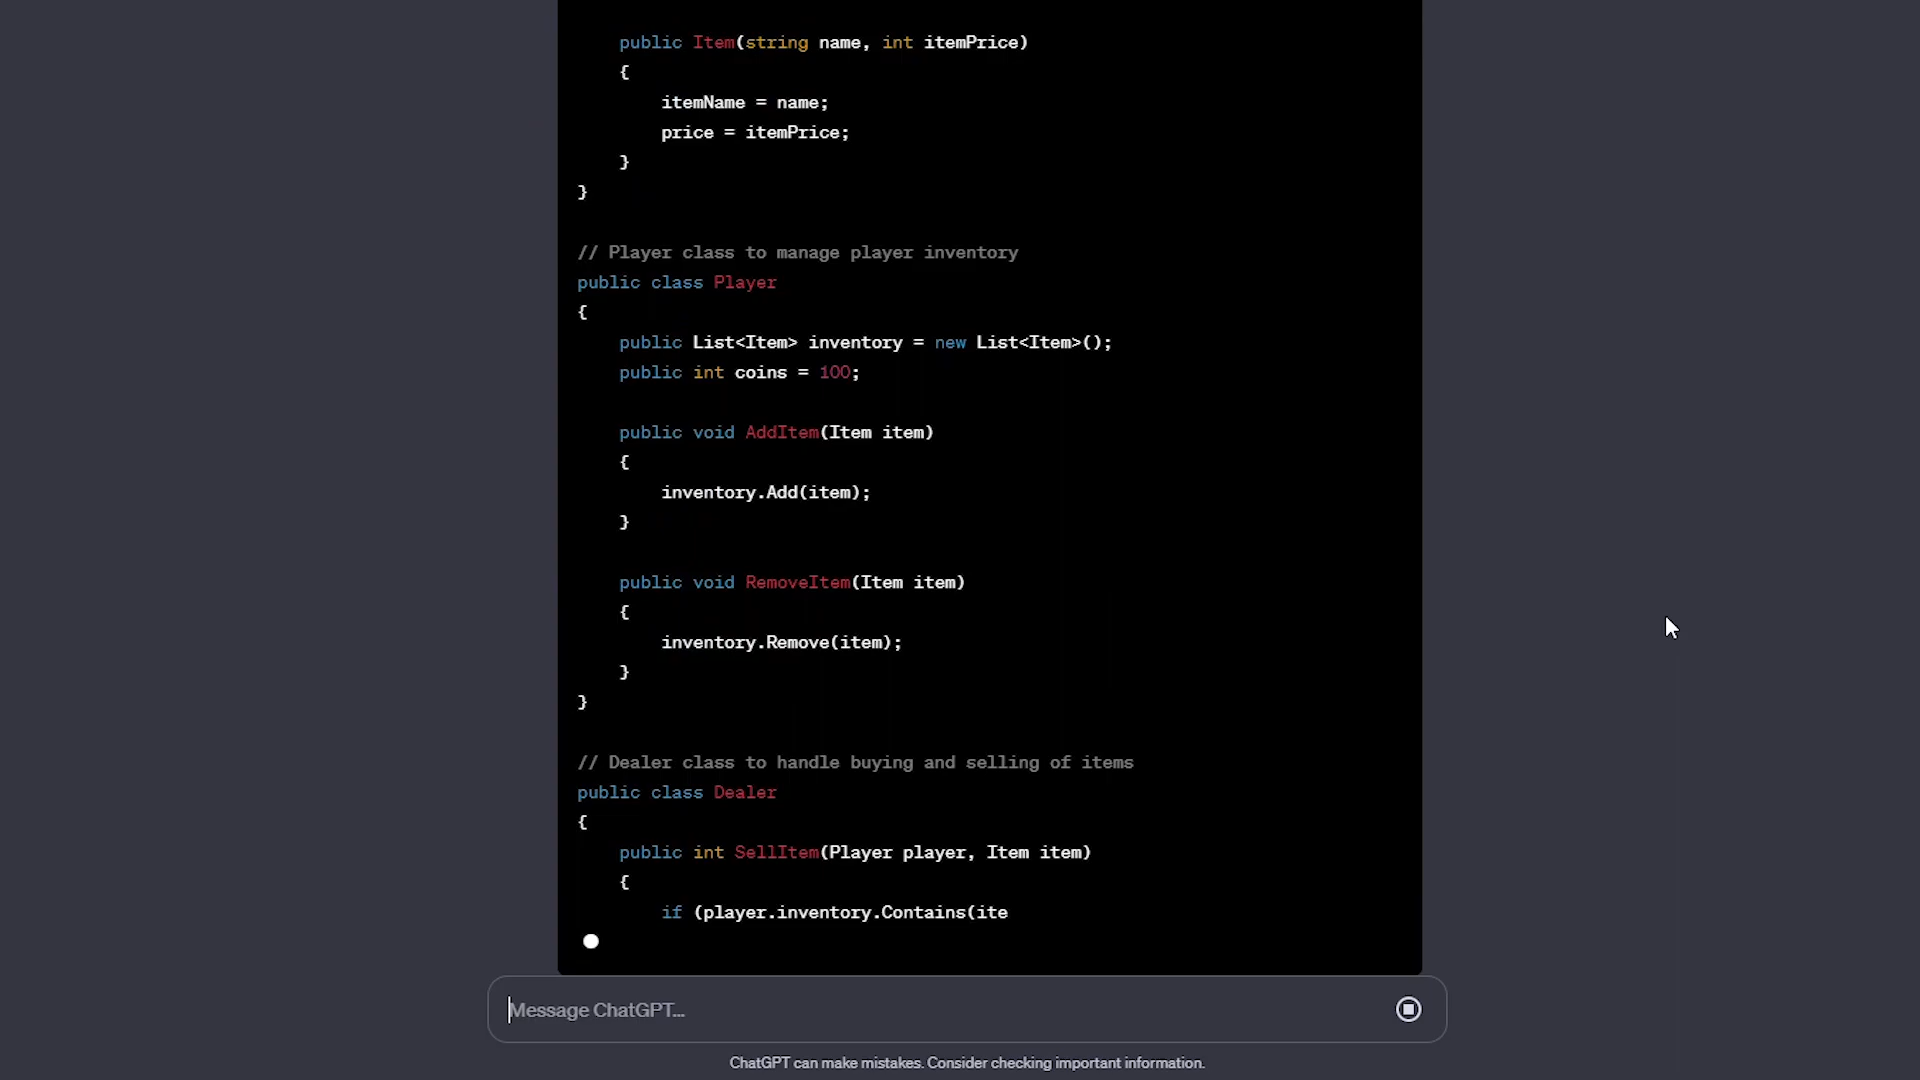 public Item(string name, int itemPrice)
{
itemName = name;
price = itemPrice;
}
}
// Player class to manage player inventory
public class Player
{
public List<Item> inventory = new List<Item>();
public int coins = 100;
public void AddItem(Item item)
{
inventory.Add(item);
}
public void RemoveItem(Item item)
{
inventory.Remove(item);
}
}
// Dealer class to handle buying and selling of items
public class Dealer
{
public int SellItem(Player player, Item item)
{
if (player.inventory.Contains(ite
Message ChatGPT...
ChatGPT can make mistakes. Consider checking important information.